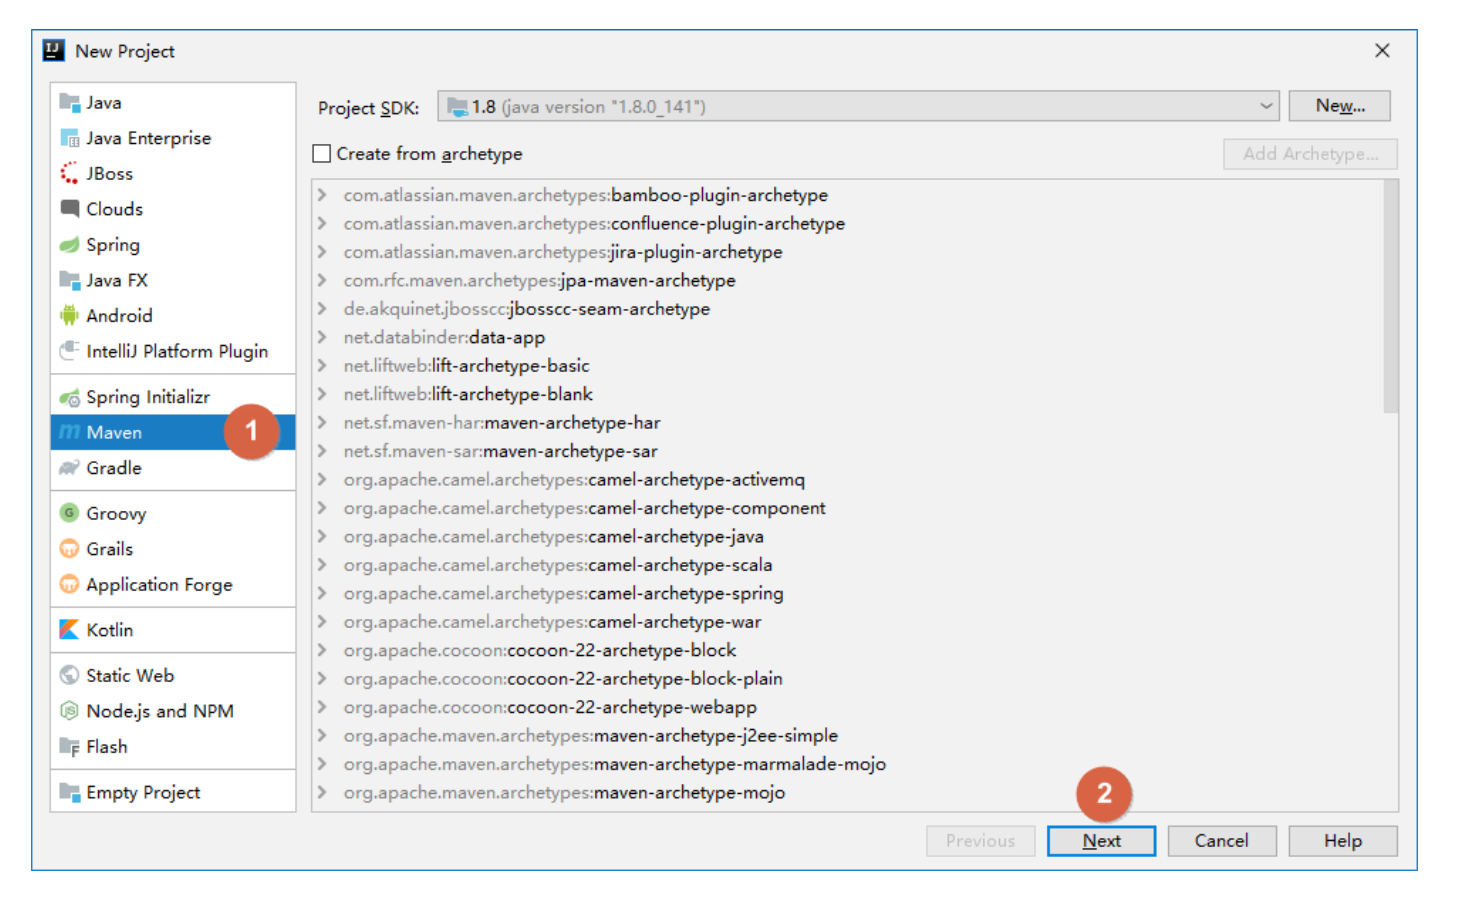 New Project
Java
Java Enterprise
JBoss
Clouds
Spring
Java FX
Android
IntelliJ Platform Plugin
Spring Initializr
Maven
1
Gradle
Groovy
Grails
Application Forge
Kotlin
Static Web
Node.js and NPM
Flash
Empty Project
Project SDK: 1.8 (java version "1.8.0_141") New...
Create from archetype Add Archetype...
com.atlassian.maven.archetypes:bamboo-plugin-archetype
com.atlassian.maven.archetypes:confluence-plugin-archetype
com.atlassian.maven.archetypes:jira-plugin-archetype
com.rfc.maven.archetypes:jpa-maven-archetype
de.akquinet.jbosscc:jbosscc-seam-archetype
net.databinder:data-app
net.liftweb:lift-archetype-basic
net.liftweb:lift-archetype-blank
net.sf.maven-har:maven-archetype-har
net.sf.maven-sar:maven-archetype-sar
org.apache.camel.archetypes:camel-archetype-activemq
org.apache.camel.archetypes:camel-archetype-component
org.apache.camel.archetypes:camel-archetype-java
org.apache.camel.archetypes:camel-archetype-scala
org.apache.camel.archetypes:camel-archetype-spring
org.apache.camel.archetypes:camel-archetype-war
org.apache.cocoon:cocoon-22-archetype-block
org.apache.cocoon:cocoon-22-archetype-block-plain
org.apache.cocoon:cocoon-22-archetype-webapp
org.apache.maven.archetypes:maven-archetype-j2ee-simple
org.apache.maven.archetypes:maven-archetype-marmalade-mojo
org.apache.maven.archetypes:maven-archetype-mojo
2
Previous Next Cancel Help